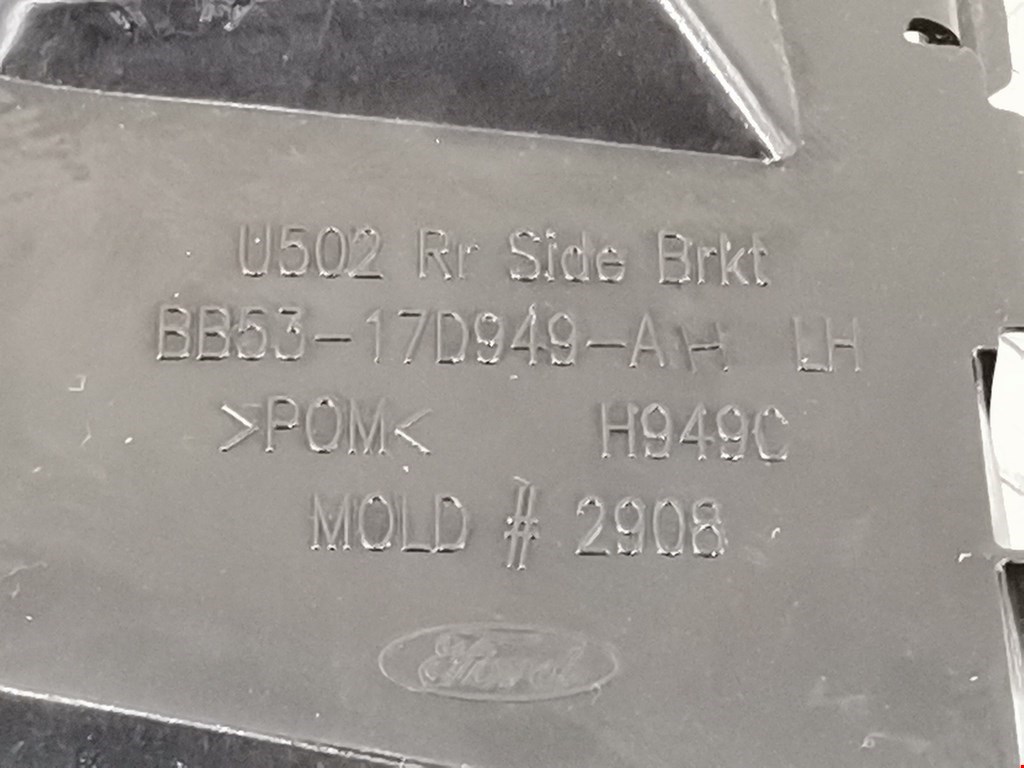 U502 Rr Side Brkt
BB53-17D949-AH LH
>POM< H949C
MOLD # 2908
Ford